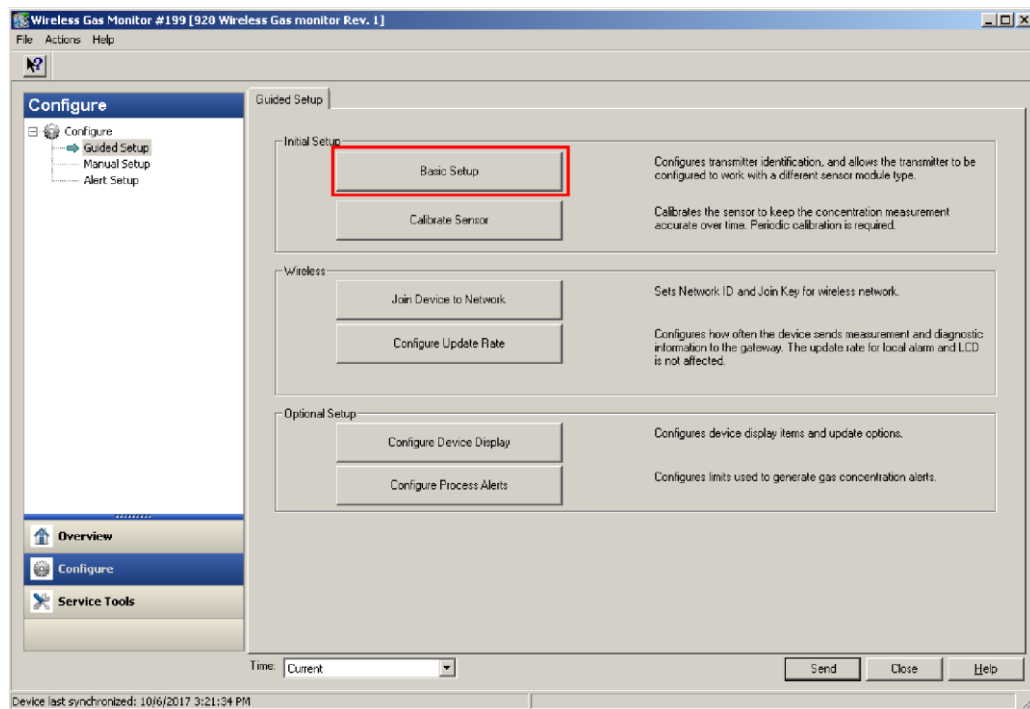 Wireless Gas Monitor #199 [928 Wireless Gas monitor Rev. 1]
File Actions Help
Configure
Configure
Guided Setup
Manual Setup
Alert Setup
Overview
Configure
Service Tools
Guided Setup
Initial Setup
Basic Setup
Configures transmitter identification, and allows the transmitter to be
configured to work with a different sensor module type.
Calibrate Sensor
Calibrates the sensor to keep the concentration measurement
accurate over time. Periodic calibration is required.
Wireless
Join Device to Network
Sets Network ID and Join Key for wireless network.
Configure Update Rate
Configures how often the device sends measurement and diagnostic
information to the gateway. The update rate for local alarm and LCD
is not affected.
Optional Setup
Configure Device Display
Configures device display items and update options.
Configure Process Alerts
Configures limits used to generate gas concentration alerts.
Time: Current
Send Close Help
Device last synchronized: 10/6/2017 3:21:34 PM